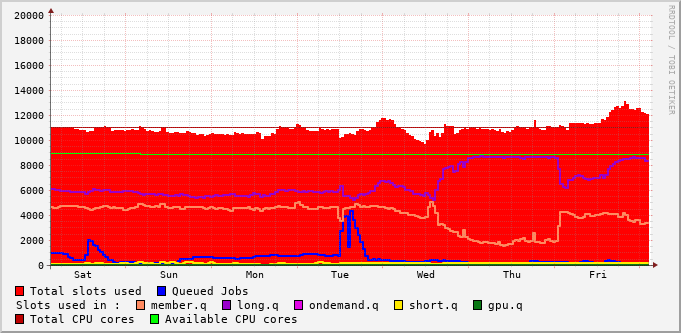 20000
18000
16000
14000
12000
10000
8000
6000
4000
2000
0
Sat Sun Mon Tue Wed Thu Fri
RRDTOOL / TOBI OETIKER
Total slots used Queued Jobs
Slots used in : member.q long.q ondemand.q short.q gpu.q
Total CPU cores Available CPU cores